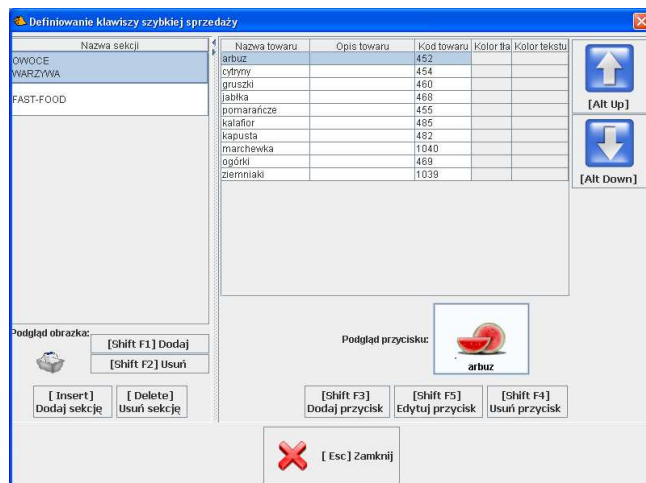 Definiowanie klawiszy szybkiej sprzedaży
Nazwa sekcji
OWOCE
WARZYWA
FAST-FOOD
Nazwa towaru Opis towaru Kod towaru Kolor tła Kolor tekstu
arbuz 452
cytryny 454
gruszki 460
jabłka 468
pomarańcze 455
kalafior 485
kapusta 482
marchewka 1040
ogórki 469
ziemniaki 1039
[Alt Up]
[Alt Down]
Podgląd obrazka:
[Shift F1] Dodaj
[Shift F2] Usuń
[ Insert]
Dodaj sekcję
[ Delete]
Usuń sekcję
Podgląd przycisku:
arbuz
[Shift F3]
Dodaj przycisk
[Shift F5]
Edytuj przycisk
[Shift F4]
Usuń przycisk
[ Esc] Zamknij